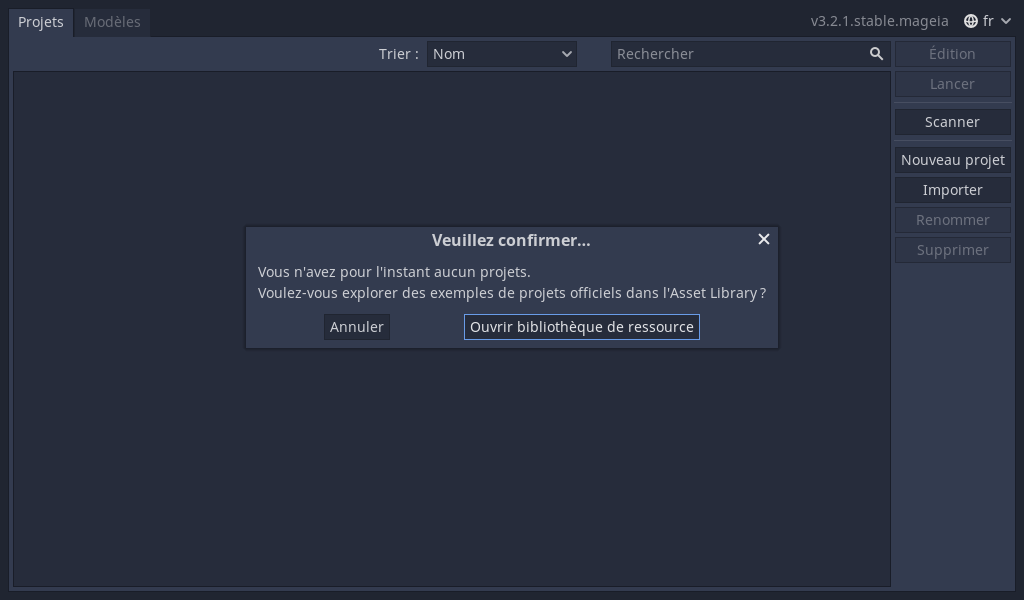 Projets
Modèles
v3.2.1.stable.mageia
fr
Trier :
Nom
Rechercher
Édition
Lancer
Scanner
Nouveau projet
Importer
Renommer
Supprimer
Veuillez confirmer...
Vous n'avez pour l'instant aucun projets.
Voulez-vous explorer des exemples de projets officiels dans l'Asset Library ?
Annuler
Ouvrir bibliothèque de ressource